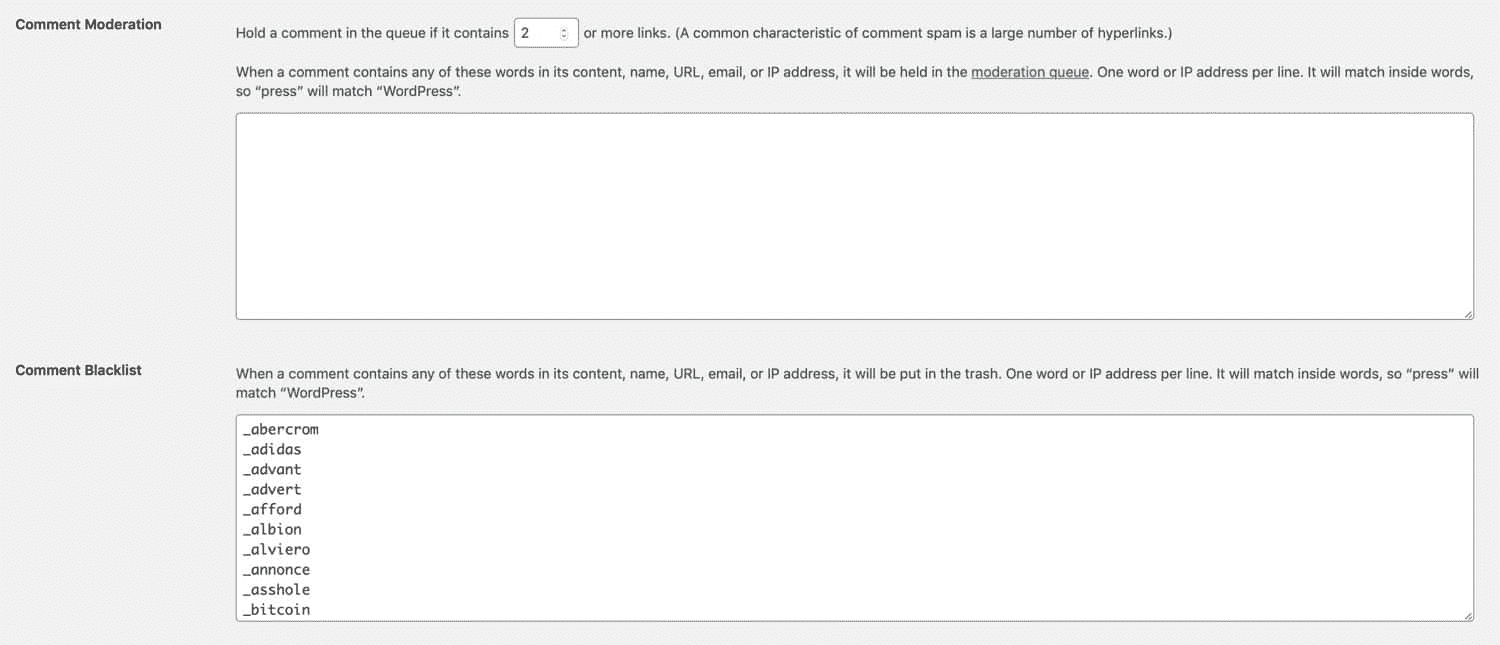 Comment Moderation
Hold a comment in the queue if it contains 2 or more links. (A common characteristic of comment spam is a large number of hyperlinks.)
When a comment contains any of these words in its content, name, URL, email, or IP address, it will be held in the moderation queue. One word or IP address per line. It will match inside words,
so “press” will match “WordPress”.
Comment Blacklist
When a comment contains any of these words in its content, name, URL, email, or IP address, it will be put in the trash. One word or IP address per line. It will match inside words, so “press” will
match “WordPress”.
_abercrom
_adidas
_advant
_advert
_afford
_albion
_alviero
_annonce
_asshole
_bitcoin